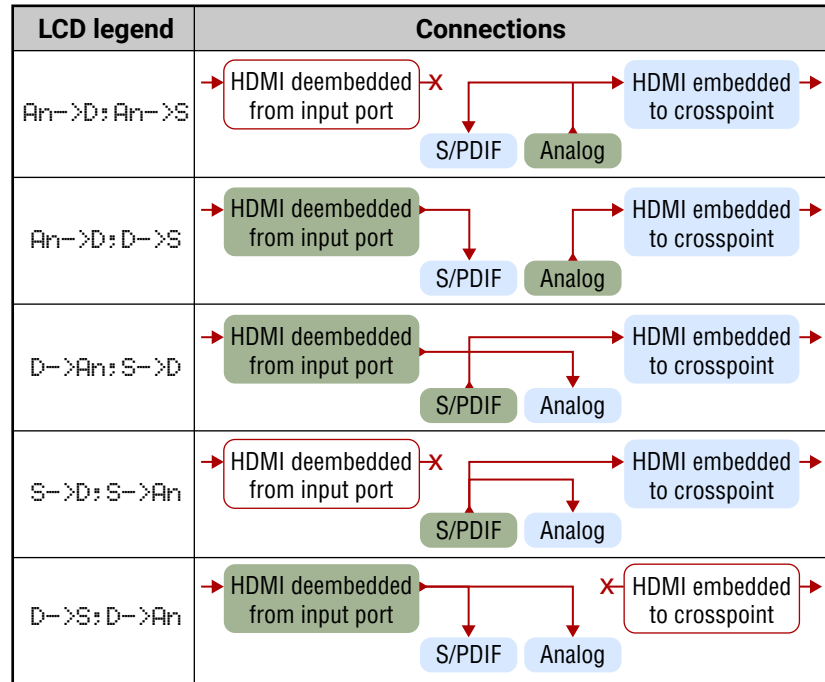 LCD legend
Connections
An->D;An->S
HDMI deembedded
from input port
X
S/PDIF
Analog
HDMI embedded
to crosspoint
An->D;D->S
HDMI deembedded
from input port
S/PDIF
Analog
HDMI embedded
to crosspoint
D->An;S->D
HDMI deembedded
from input port
S/PDIF
Analog
HDMI embedded
to crosspoint
S->D;S->An
HDMI deembedded
from input port
X
S/PDIF
Analog
HDMI embedded
to crosspoint
D->S;D->An
HDMI deembedded
from input port
S/PDIF
Analog
X
HDMI embedded
to crosspoint